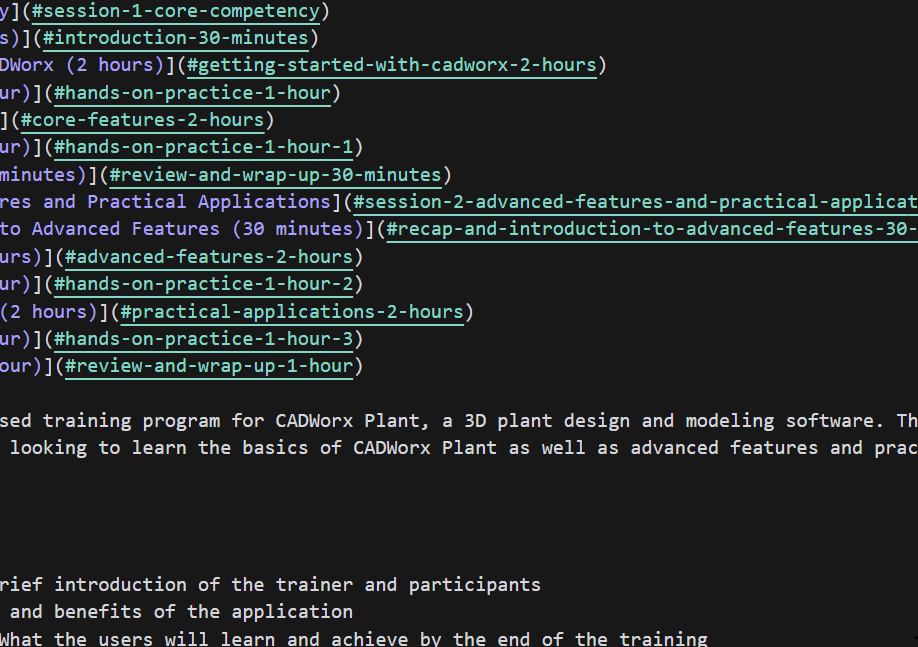 y](#session-1-core-competency)
s)](#introduction-30-minutes)
DWorx (2 hours)](#getting-started-with-cadworx-2-hours)
ur)](#hands-on-practice-1-hour)
](#core-features-2-hours)
ur)](#hands-on-practice-1-hour-1)
minutes)](#review-and-wrap-up-30-minutes)
res and Practical Applications](#session-2-advanced-features-and-practical-applicat
to Advanced Features (30 minutes)](#recap-and-introduction-to-advanced-features-30-
urs)](#advanced-features-2-hours)
ur)](#hands-on-practice-1-hour-2)
(2 hours)](#practical-applications-2-hours)
ur)](#hands-on-practice-1-hour-3)
our)](#review-and-wrap-up-1-hour)
sed training program for CADWorx Plant, a 3D plant design and modeling software. Th
looking to learn the basics of CADWorx Plant as well as advanced features and prac
rief introduction of the trainer and participants
and benefits of the application
What the users will learn and achieve by the end of the training